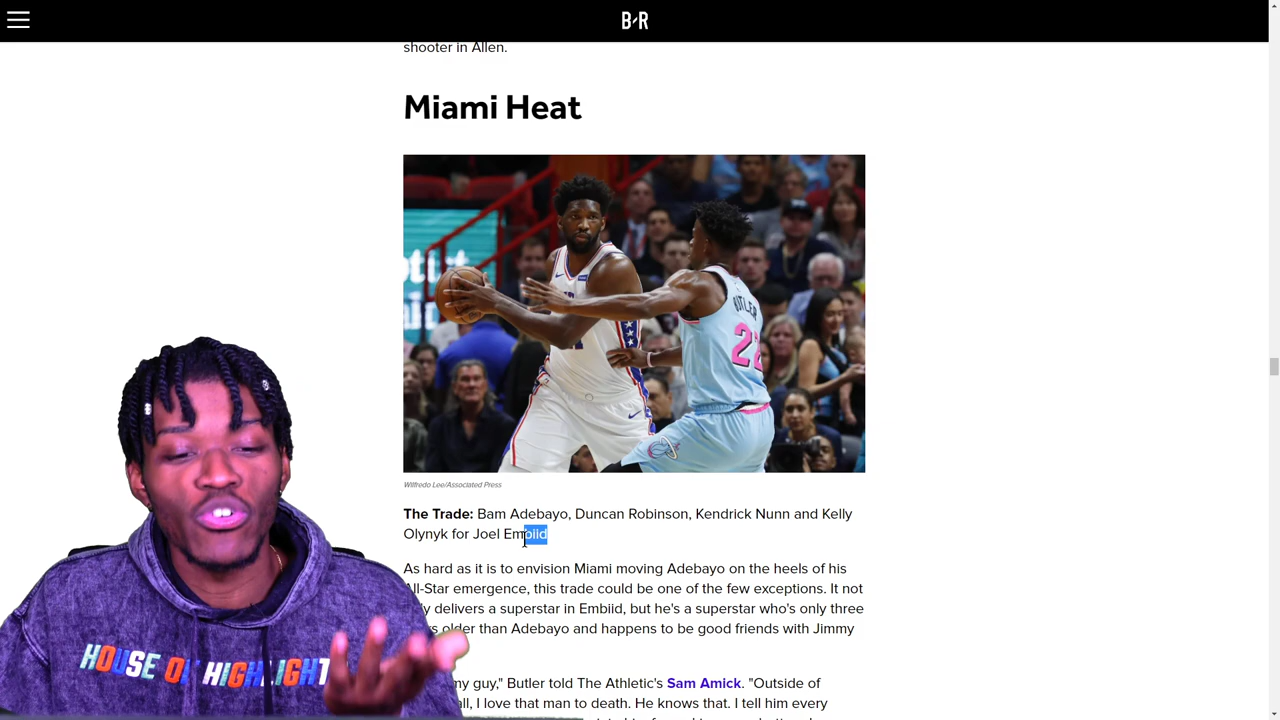 B/R
shooter in Allen.
Miami Heat
BUTLER
22
Wilfredo Lee/Associated Press
The Trade: Bam Adebayo, Duncan Robinson, Kendrick Nunn and Kelly
Olynyk for Joel Embiid
As hard as it is to envision Miami moving Adebayo on the heels of his
All-Star emergence, this trade could be one of the few exceptions. It not
delivers a superstar in Embiid, but he's a superstar who's only three
older than Adebayo and happens to be good friends with Jimmy
my guy," Butler told The Athletic's Sam Amick. "Outside of
I love that man to death. He knows that. I tell him every
HOUSE OF HIGHLIGHT